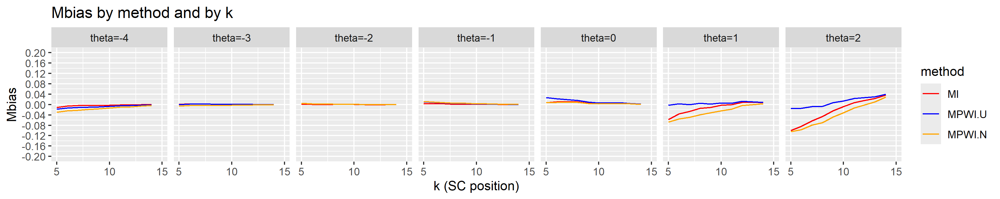 Mbias by method and by k
theta=-4 theta=-3 theta=-2 theta=-1 theta=0 theta=1 theta=2
0.20
0.16
0.12
0.08
0.04
0.00
-0.04
-0.08
-0.12
-0.16
-0.20
Mbias
5 10 15 5 10 15 5 10 15 5 10 15 5 10 15 5 10 15 5 10 15
k (SC position)
method
MI
MPWI.U
MPWI.N